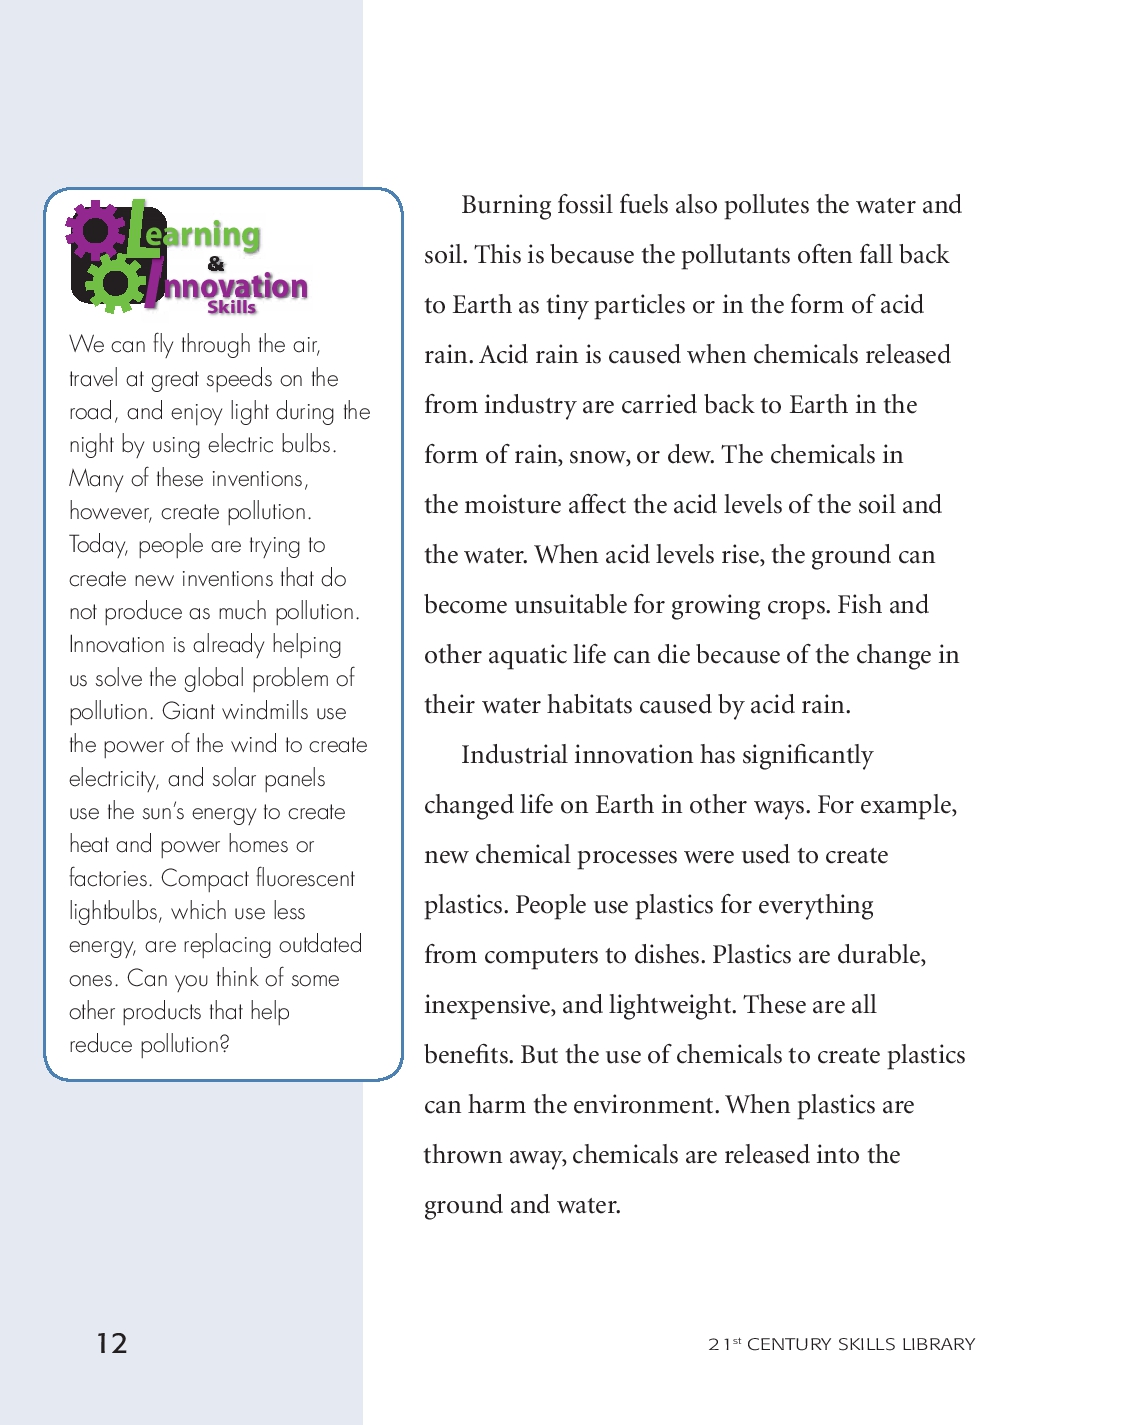 Learning
&
Innovation
Skills
We can fly through the air,
travel at great speeds on the
road, and enjoy light during the
night by using electric bulbs.
Many of these inventions,
however, create pollution.
Today, people are trying to
create new inventions that do
not produce as much pollution.
Innovation is already helping
us solve the global problem of
pollution. Giant windmills use
the power of the wind to create
electricity, and solar panels
use the sun's energy to create
heat and power homes or
factories. Compact fluorescent
lightbulbs, which use less
energy, are replacing outdated
ones. Can you think of some
other products that help
reduce pollution?
Burning fossil fuels also pollutes the water and
soil. This is because the pollutants often fall back
to Earth as tiny particles or in the form of acid
rain. Acid rain is caused when chemicals released
from industry are carried back to Earth in the
form of rain, snow, or dew. The chemicals in
the moisture affect the acid levels of the soil and
the water. When acid levels rise, the ground can
become unsuitable for growing crops. Fish and
other aquatic life can die because of the change in
their water habitats caused by acid rain.
Industrial innovation has significantly
changed life on Earth in other ways. For example,
new chemical processes were used to create
plastics. People use plastics for everything
from computers to dishes. Plastics are durable,
inexpensive, and lightweight. These are all
benefits. But the use of chemicals to create plastics
can harm the environment. When plastics are
thrown away, chemicals are released into the
ground and water.
12
21st CENTURY SKILLS LIBRARY